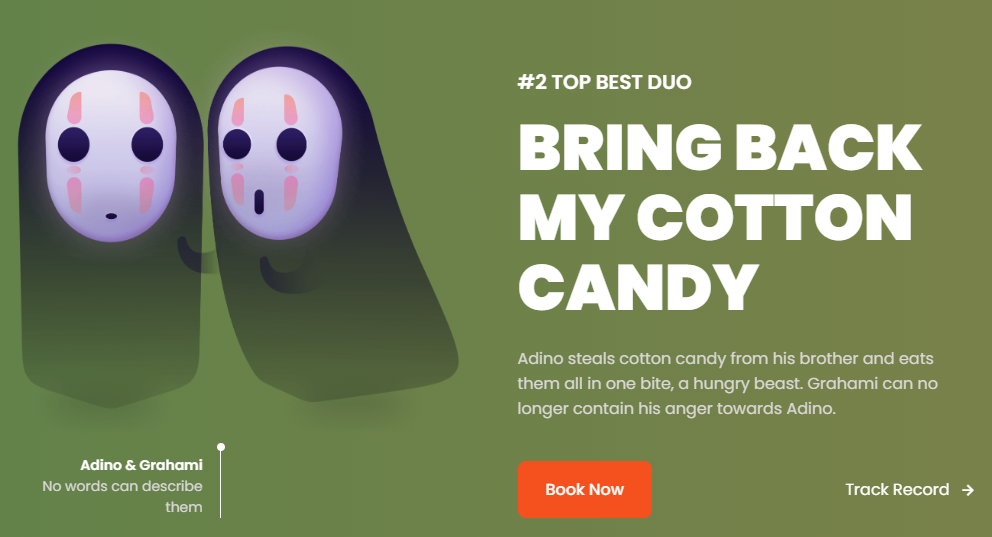 #2 TOP BEST DUO
BRING BACK
MY COTTON
CANDY
Adino steals cotton candy from his brother and eats
them all in one bite, a hungry beast. Grahami can no
longer contain his anger towards Adino.
Book Now
Track Record →
Adino & Grahami
No words can describe
them